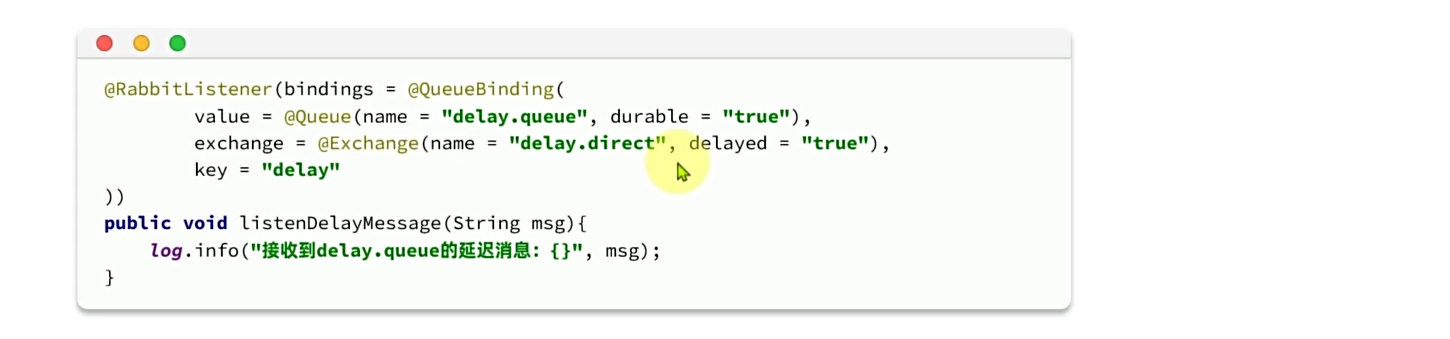 @RabbitListener(bindings = @QueueBinding(
        value = @Queue(name = "delay.queue", durable = "true"),
        exchange = @Exchange(name = "delay.direct", delayed = "true"),
        key = "delay"
))
public void listenDelayMessage(String msg){
    log.info("接收到delay.queue的延迟消息：{}", msg);
}